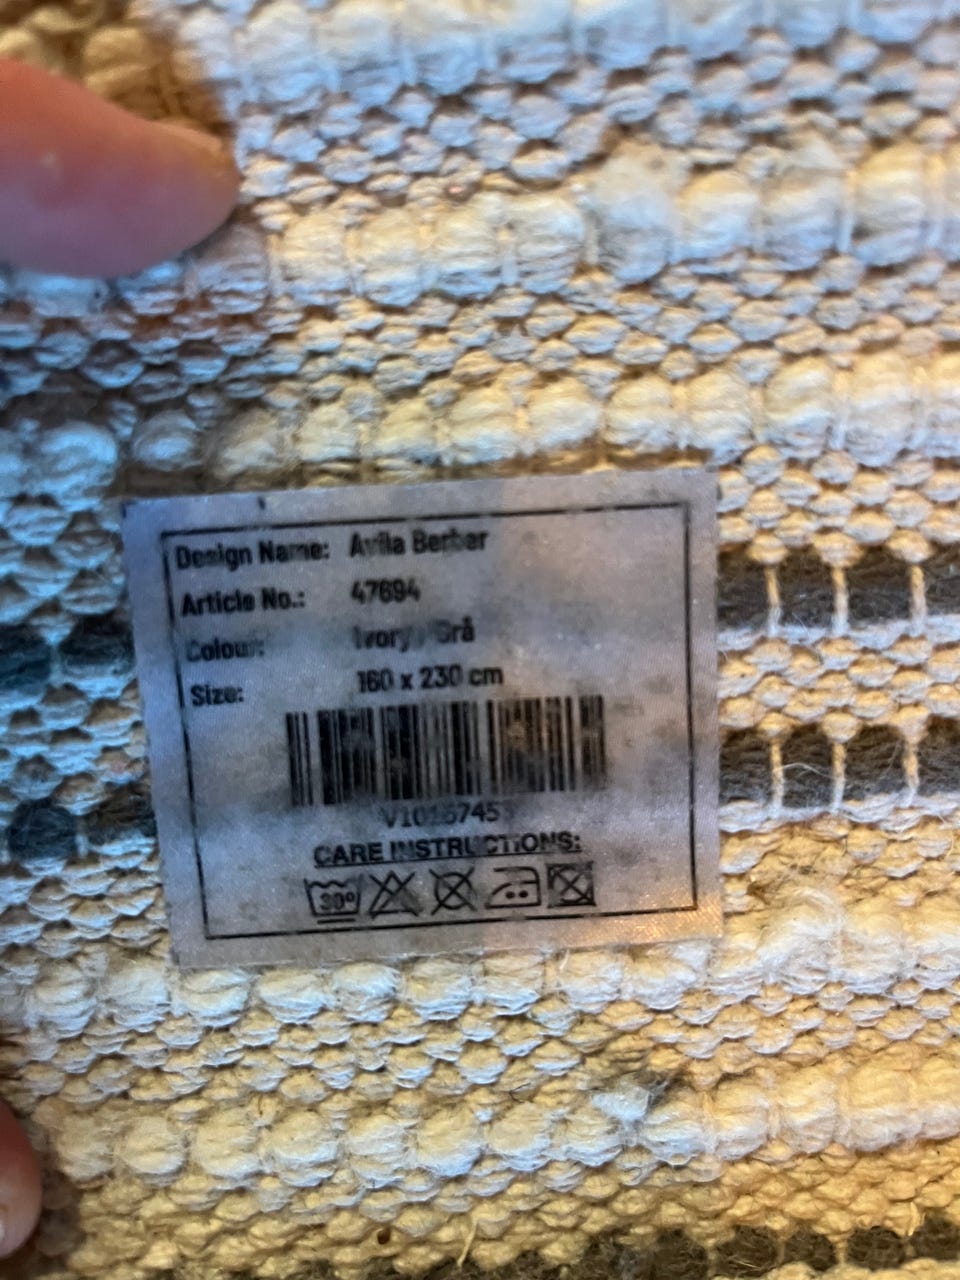 Design Name: Avila Berber
Article No.: 47694
Colour: Ivory / Grå
Size: 160 x 230 cm
CARE INSTRUCTIONS:
30°